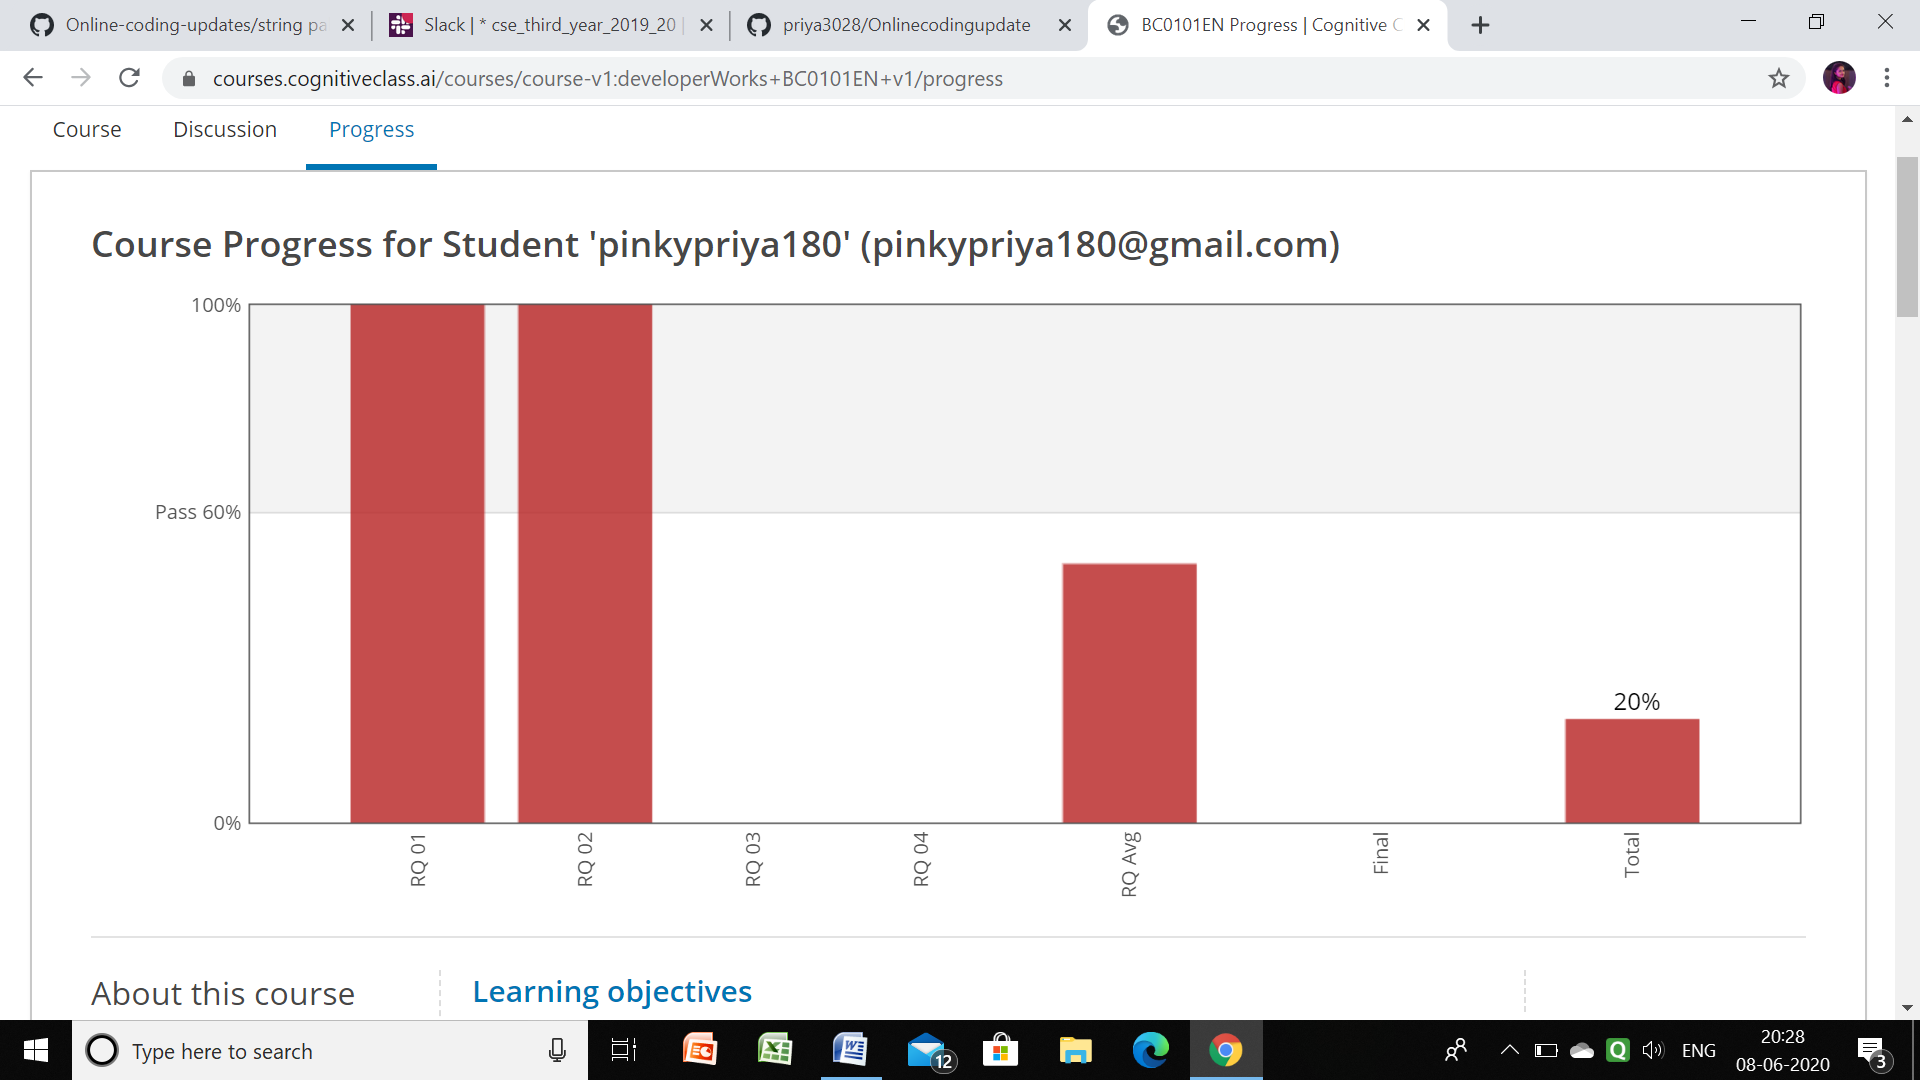 Online-coding-updates/string pa
Slack | * cse_third_year_2019_20 |
priya3028/Onlinecodingupdate
BC0101EN Progress | Cognitive C
courses.cognitiveclass.ai/courses/course-v1:developerWorks+BC0101EN+v1/progress
Course Discussion Progress
Course Progress for Student 'pinkypriya180' (pinkypriya180@gmail.com)
100%
Pass 60%
0%
20%
RQ 01
RQ 02
RQ 03
RQ 04
RQ Avg
Final
Total
About this course
Learning objectives
Type here to search
12
ENG
20:28
08-06-2020
3